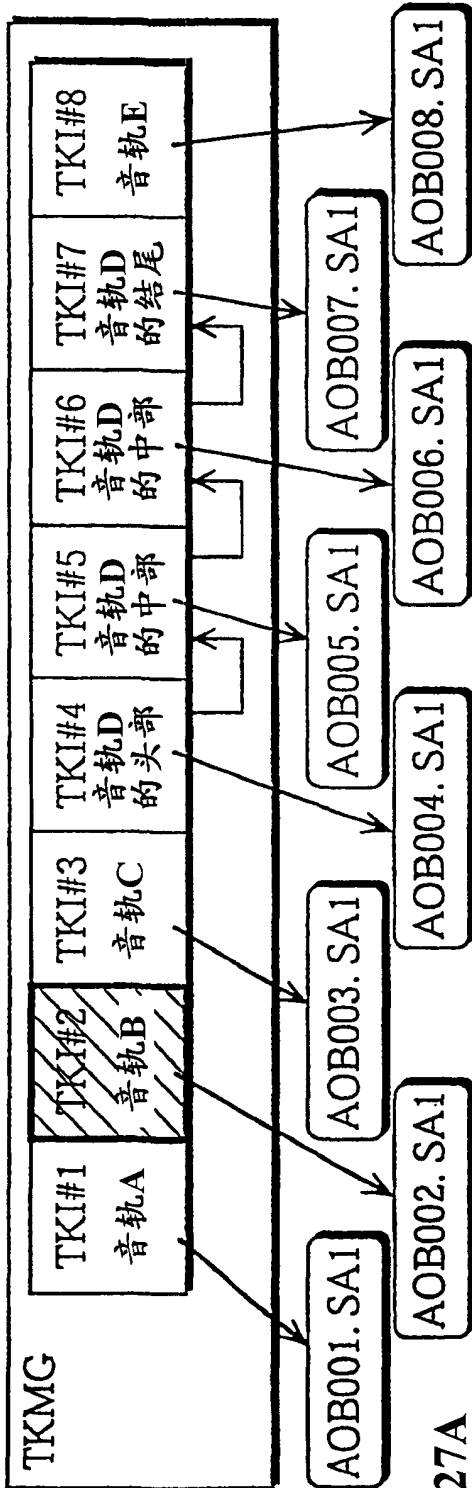 TKMG
TKI#1
音轨A
TKI#2
音轨B
TKI#3
音轨C
TKI#4
音轨D
的头部
TKI#5
音轨D
的中部
TKI#6
音轨D
的中部
TKI#7
音轨D
的结尾
TKI#8
音轨E
AOB001. SA1
AOB002. SA1
AOB003. SA1
AOB004. SA1
AOB005. SA1
AOB006. SA1
AOB007. SA1
AOB008. SA1
27A